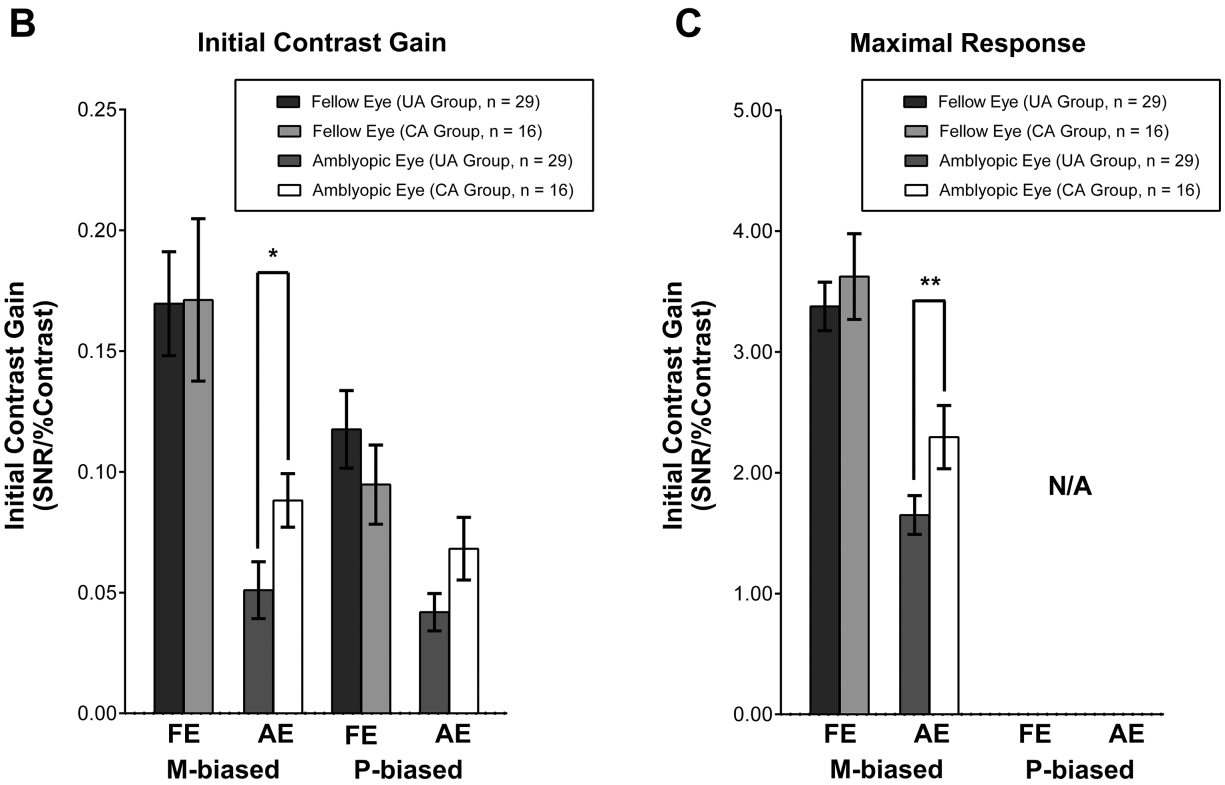 B
Initial Contrast Gain
Fellow Eye (UA Group, n = 29)
Fellow Eye (CA Group, n = 16)
Amblyopic Eye (UA Group, n = 29)
Amblyopic Eye (CA Group, n = 16)
Initial Contrast Gain
(SNR/%Contrast)
0.25
0.20
0.15
0.10
0.05
0.00
*
FE
AE
FE
AE
M-biased
P-biased
C
Maximal Response
Fellow Eye (UA Group, n = 29)
Fellow Eye (CA Group, n = 16)
Amblyopic Eye (UA Group, n = 29)
Amblyopic Eye (CA Group, n = 16)
Initial Contrast Gain
(SNR/%Contrast)
5.00
4.00
3.00
2.00
1.00
0.00
**
N/A
FE
AE
FE
AE
M-biased
P-biased